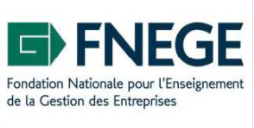 FNEGE
Fondation Nationale pour l'Enseignement
de la Gestion des Entreprises